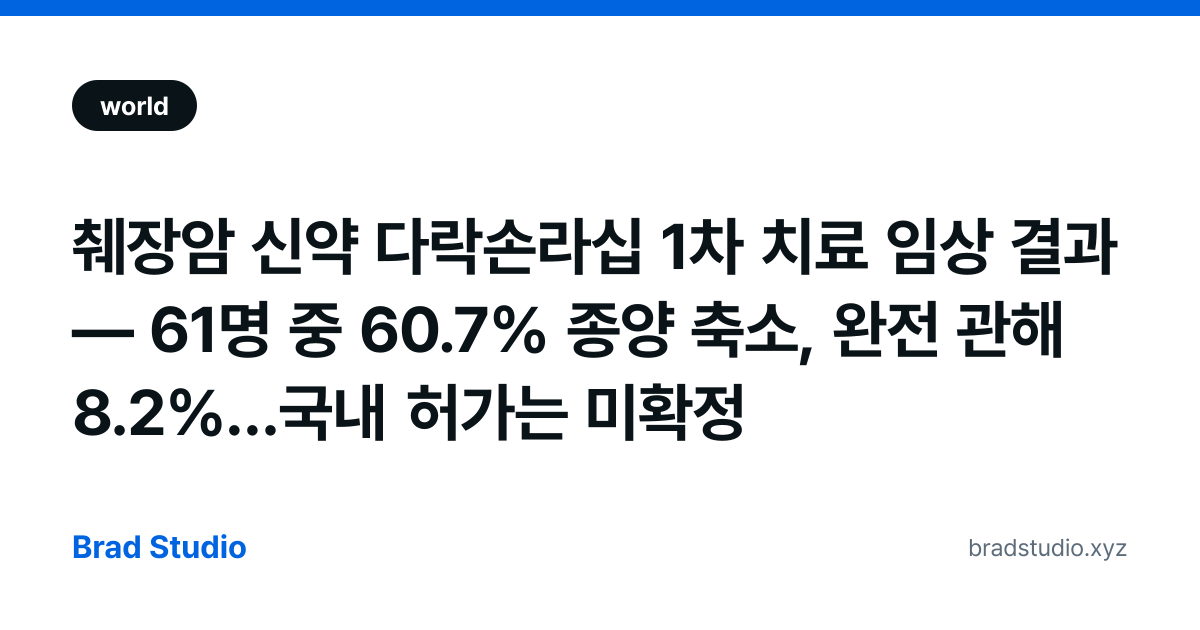 world
췌장암 신약 다락손라십 1차 치료 임상 결과
— 61명 중 60.7% 종양 축소, 완전 관해
8.2%…국내 허가는 미확정
Brad Studio
bradstudio.xyz